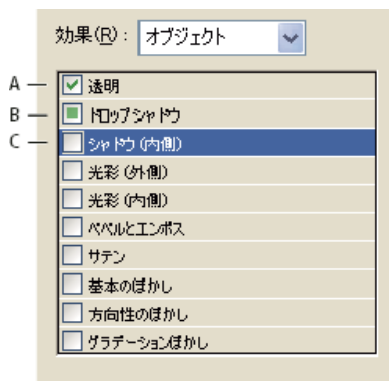 効果(R): オブジェクト
A 透明
B ドロップシャドウ
C シャドウ (内側)
光彩 (外側)
光彩 (内側)
ベベルとエンボス
サテン
基本のぼかし
方向性のぼかし
グラデーションぼかし